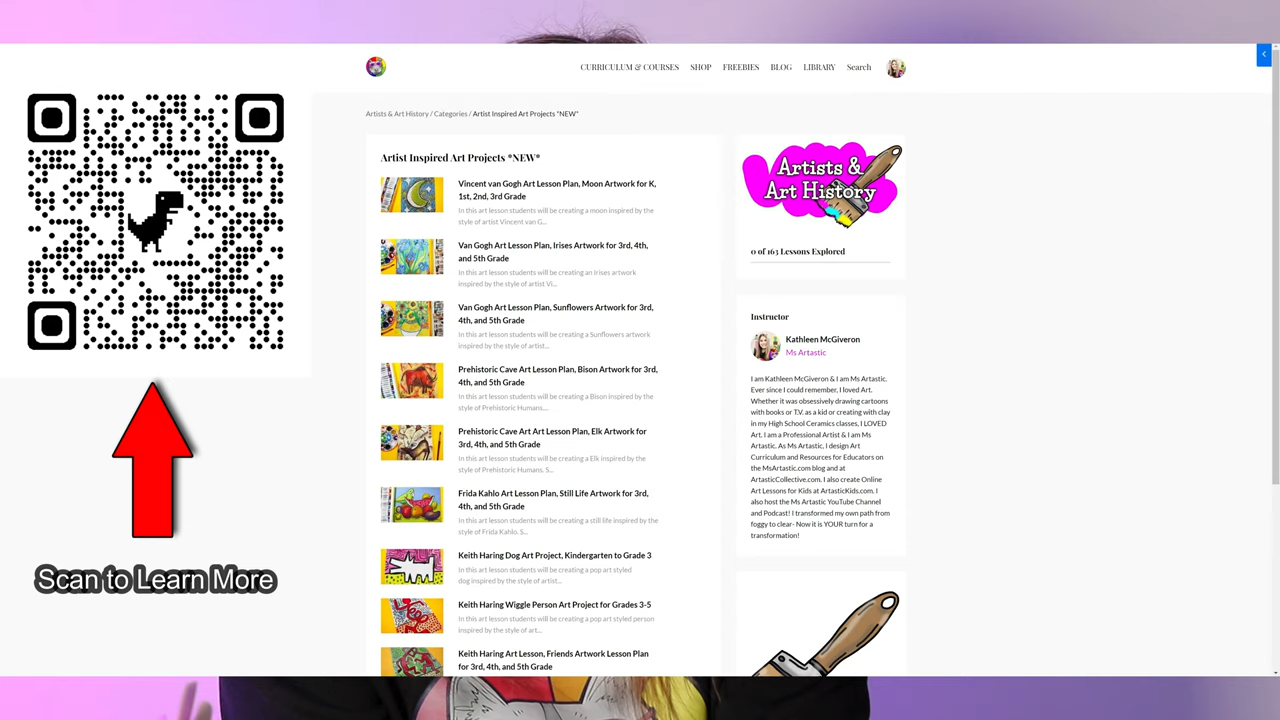 CURRICULUM & COURSES SHOP FREEBIES BLOG LIBRARY Search
Artists & Art History / Categories / Artist Inspired Art Projects *NEW*
Artist Inspired Art Projects *NEW*
Vincent van Gogh Art Lesson Plan, Moon Artwork for K,
1st, 2nd, 3rd Grade
In this art lesson students will be creating a moon inspired by the
style of artist Vincent van G...
Van Gogh Art Lesson Plan, Irises Artwork for 3rd, 4th,
and 5th Grade
In this art lesson students will be creating an Irises artwork
inspired by the style of artist Vi...
Van Gogh Art Lesson Plan, Sunflowers Artwork for 3rd,
4th, and 5th Grade
In this art lesson students will be creating a Sunflowers artwork
inspired by the style of artist...
Prehistoric Cave Art Lesson Plan, Bison Artwork for 3rd,
4th, and 5th Grade
In this art lesson students will be creating a Bison inspired by the
style of Prehistoric Humans....
Prehistoric Cave Art Art Lesson Plan, Elk Artwork for
3rd, 4th, and 5th Grade
In this art lesson students will be creating a Elk inspired by the
style of Prehistoric Humans. S...
Frida Kahlo Art Lesson Plan, Still Life Artwork for 3rd,
4th, and 5th Grade
In this art lesson students will be creating a still life inspired by the
style of Frida Kahlo. S...
Keith Haring Dog Art Project, Kindergarten to Grade 3
In this art lesson students will be creating a pop art styled
dog inspired by the style of artist...
Keith Haring Wiggle Person Art Project for Grades 3-5
In this art lesson students will be creating a pop art styled person
inspired by the style of art...
Keith Haring Art Lesson, Friends Artwork Lesson Plan
for 3rd, 4th, and 5th Grade
Artists &
Art History
0 of 163 Lessons Explored
Instructor
Kathleen McGiveron
Ms Artastic
I am Kathleen McGiveron & I am Ms Artastic.
Ever since I could remember, I loved Art.
Whether it was obsessively drawing cartoons
with books or T.V. as a kid or creating with clay
in my High School Ceramics classes, I LOVED
Art. I am a Professional Artist & I am Ms
Artastic. As Ms Artastic, I design Art
Curriculum and Resources for Educators on
the MsArtastic.com blog and at
ArtasticCollective.com. I also create Online
Art Lessons for Kids at ArtasticKids.com. I
also host the Ms Artastic YouTube Channel
and Podcast! I transformed my own path from
foggy to clear- Now it is YOUR turn for a
transformation!
Scan to Learn More